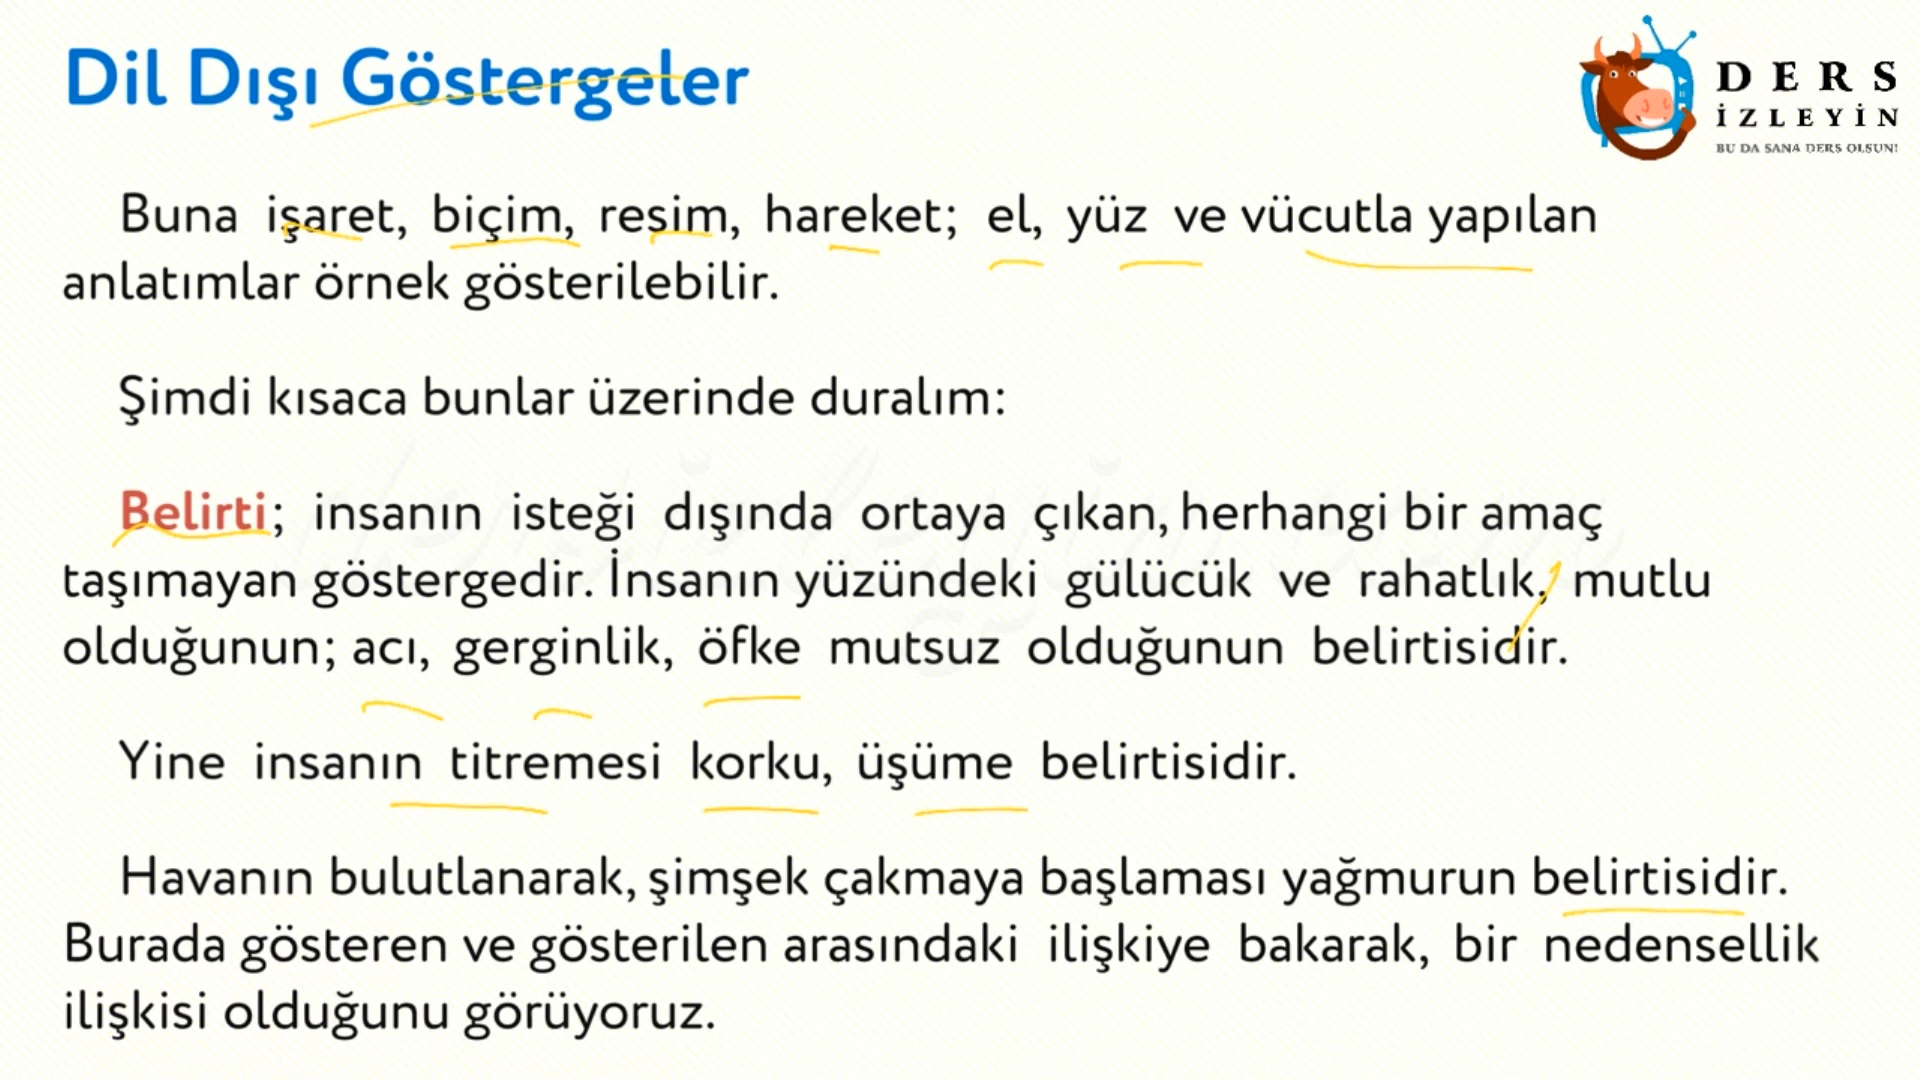 Dil Dışı Göstergeler
DERS
İZLEYİN
BU DA SANA DERS OLSUN!
Buna işaret, biçim, resim, hareket; el, yüz ve vücutla yapılan
anlatımlar örnek gösterilebilir.
Şimdi kısaca bunlar üzerinde duralım:
Belirti; insanın isteği dışında ortaya çıkan, herhangi bir amaç
taşımayan göstergedir. İnsanın yüzündeki gülücük ve rahatlık, mutlu
olduğunun; acı, gerginlik, öfke mutsuz olduğunun belirtisidir.
Yine insanın titremesi korku, üşüme belirtisidir.
Havanın bulutlanarak, şimşek çakmaya başlaması yağmurun belirtisidir.
Burada gösteren ve gösterilen arasındaki ilişkiye bakarak, bir nedensellik
ilişkisi olduğunu görüyoruz.